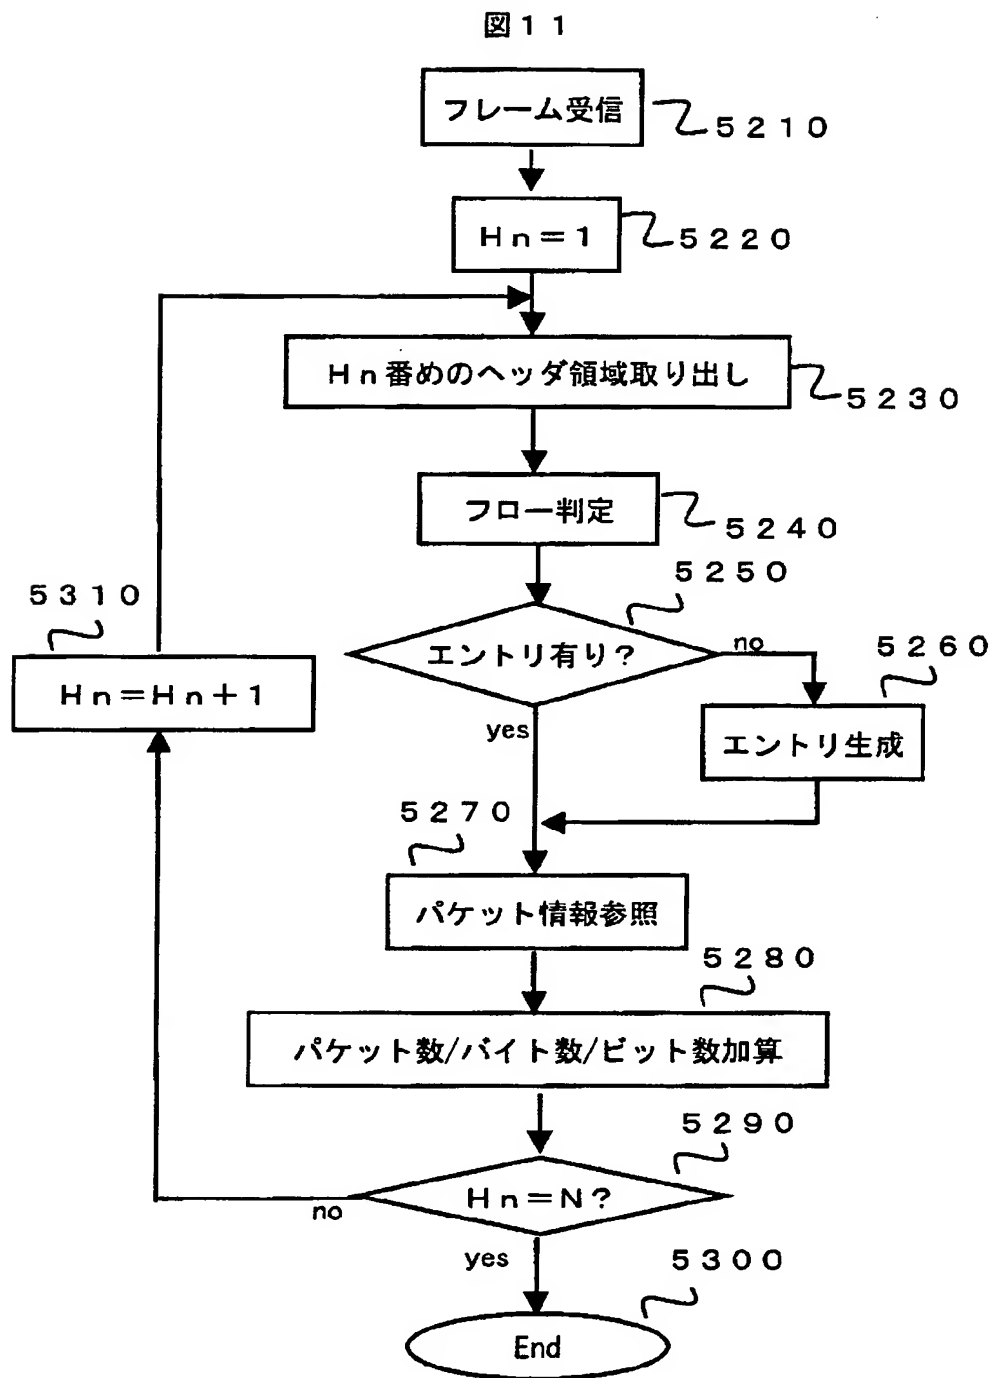 図11
フレーム受信
5210
Hn=1
5220
Hn番めのヘッダ領域取り出し
5230
フロー判定
5240
5250
5310
エントリ有り?
no
5260
Hn=Hn+1
yes
エントリ生成
5270
パケット情報参照
5280
パケット数/バイト数/ビット数加算
5290
Hn=N?
no
yes
5300
End